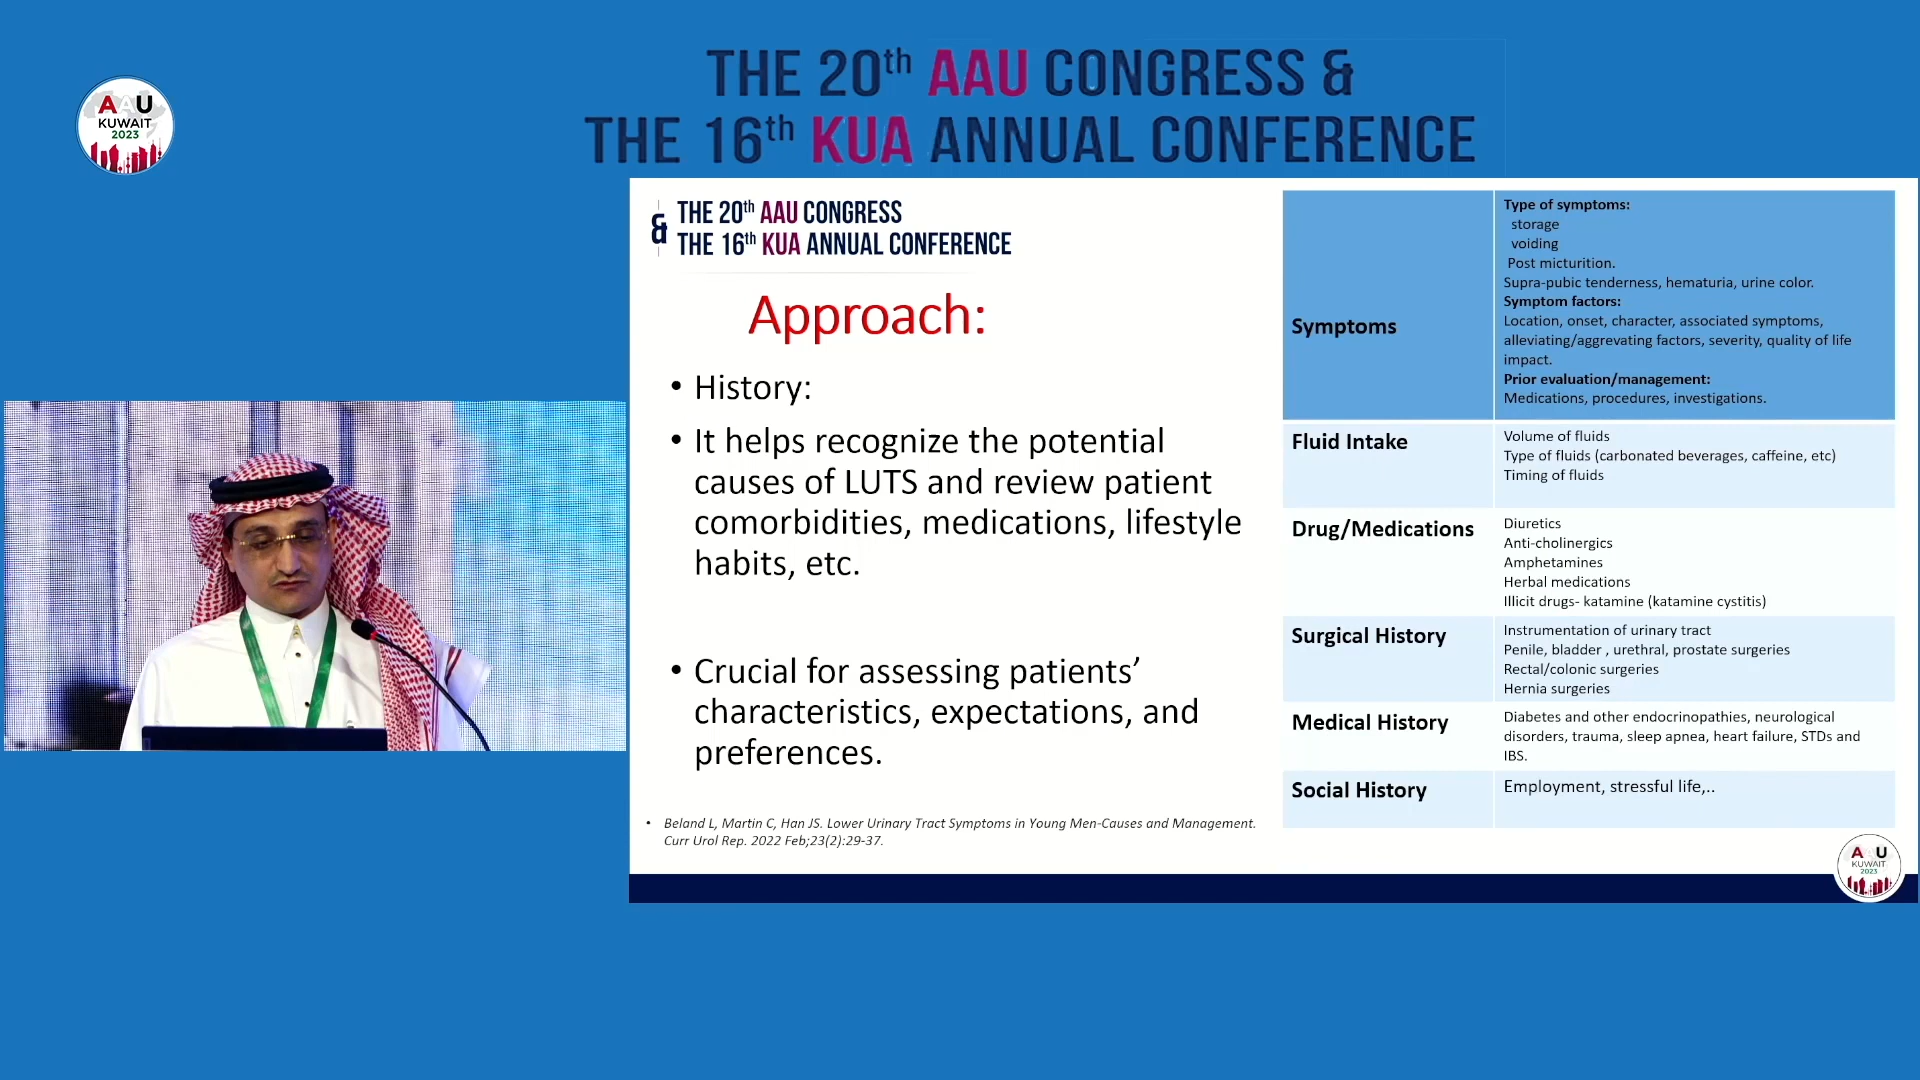 THE 20th AAU CONGRESS &
THE 16th KUA ANNUAL CONFERENCE
AAU
KUWAIT
2023
& THE 20th AAU CONGRESS
THE 16th KUA ANNUAL CONFERENCE
Approach:
• History:
• It helps recognize the potential
causes of LUTS and review patient
comorbidities, medications, lifestyle
habits, etc.
• Crucial for assessing patients’
characteristics, expectations, and
preferences.
• Beland L, Martin C, Han JS. Lower Urinary Tract Symptoms in Young Men-Causes and Management.
Curr Urol Rep. 2022 Feb;23(2):29-37.
Symptoms
Type of symptoms:
storage
voiding
Post micturition.
Supra-pubic tenderness, hematuria, urine color.
Symptom factors:
Location, onset, character, associated symptoms,
alleviating/aggrevating factors, severity, quality of life
impact.
Prior evaluation/management:
Medications, procedures, investigations.
Fluid Intake
Volume of fluids
Type of fluids (carbonated beverages, caffeine, etc)
Timing of fluids
Drug/Medications
Diuretics
Anti-cholinergics
Amphetamines
Herbal medications
Illicit drugs- katamine (katamine cystitis)
Surgical History
Instrumentation of urinary tract
Penile, bladder , urethral, prostate surgeries
Rectal/colonic surgeries
Hernia surgeries
Medical History
Diabetes and other endocrinopathies, neurological
disorders, trauma, sleep apnea, heart failure, STDs and
IBS.
Social History
Employment, stressful life,..
AAU
KUWAIT
2023